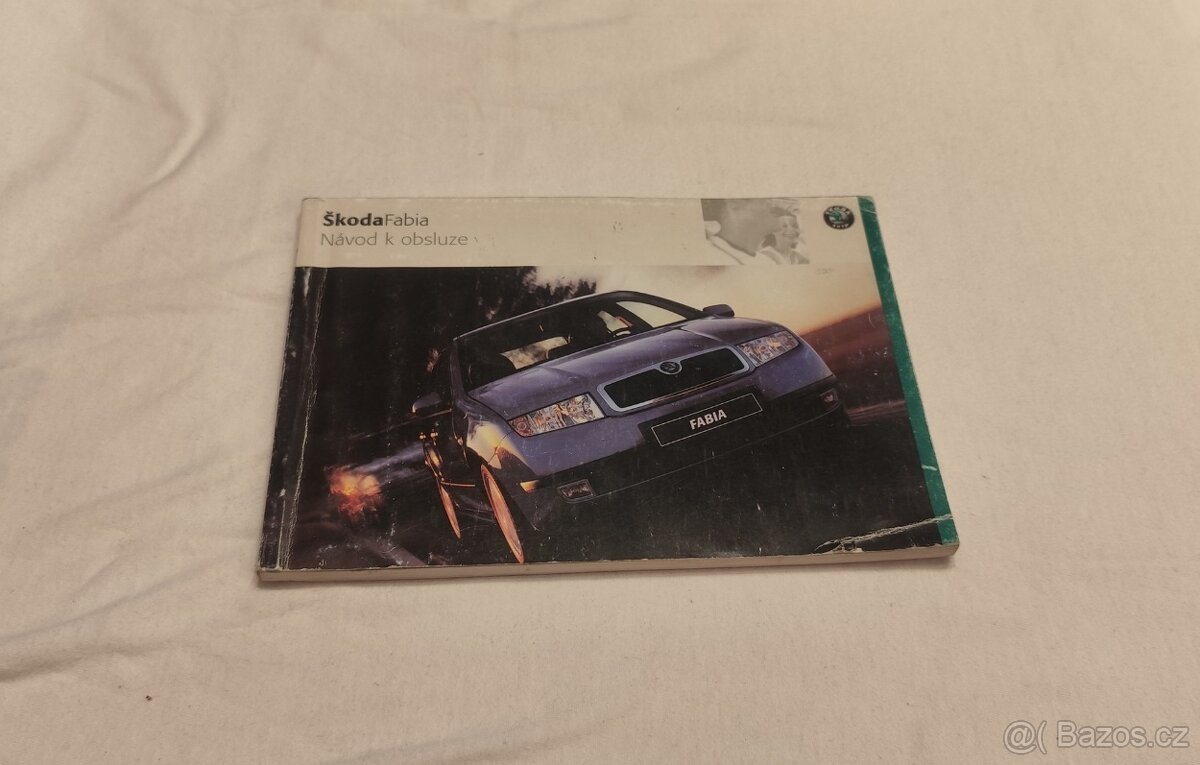 ŠkodaFabia
Návod k obsluze
FABIA
@( Bazos.cz